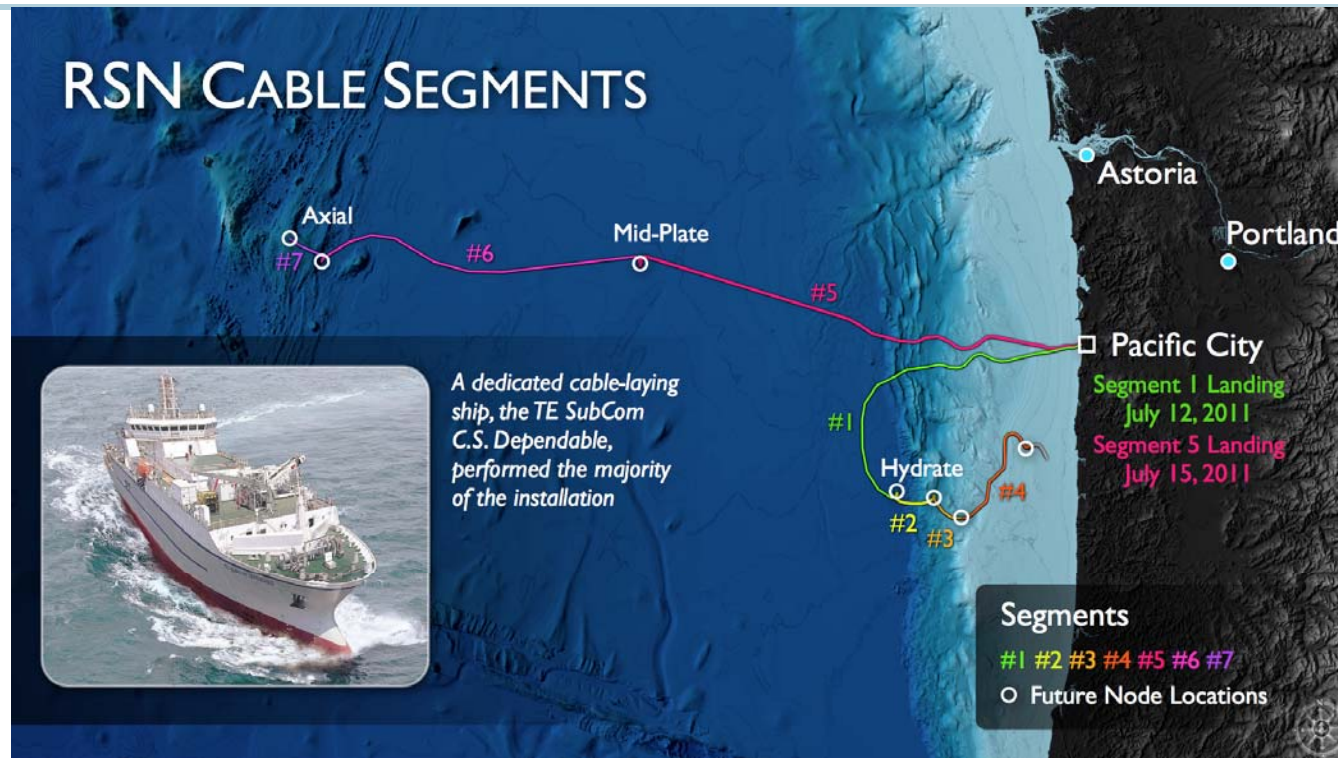 RSN CABLE SEGMENTS
Astoria
Portland
Axial
Mid-Plate
#7
#6
#5
Pacific City
Segment 1 Landing
July 12, 2011
Segment 5 Landing
July 15, 2011
A dedicated cable-laying
ship, the TE SubCom
C.S. Dependable,
performed the majority
of the installation
#1
Hydrate
#2
#3
#4
Segments
#1 #2 #3 #4 #5 #6 #7
Future Node Locations